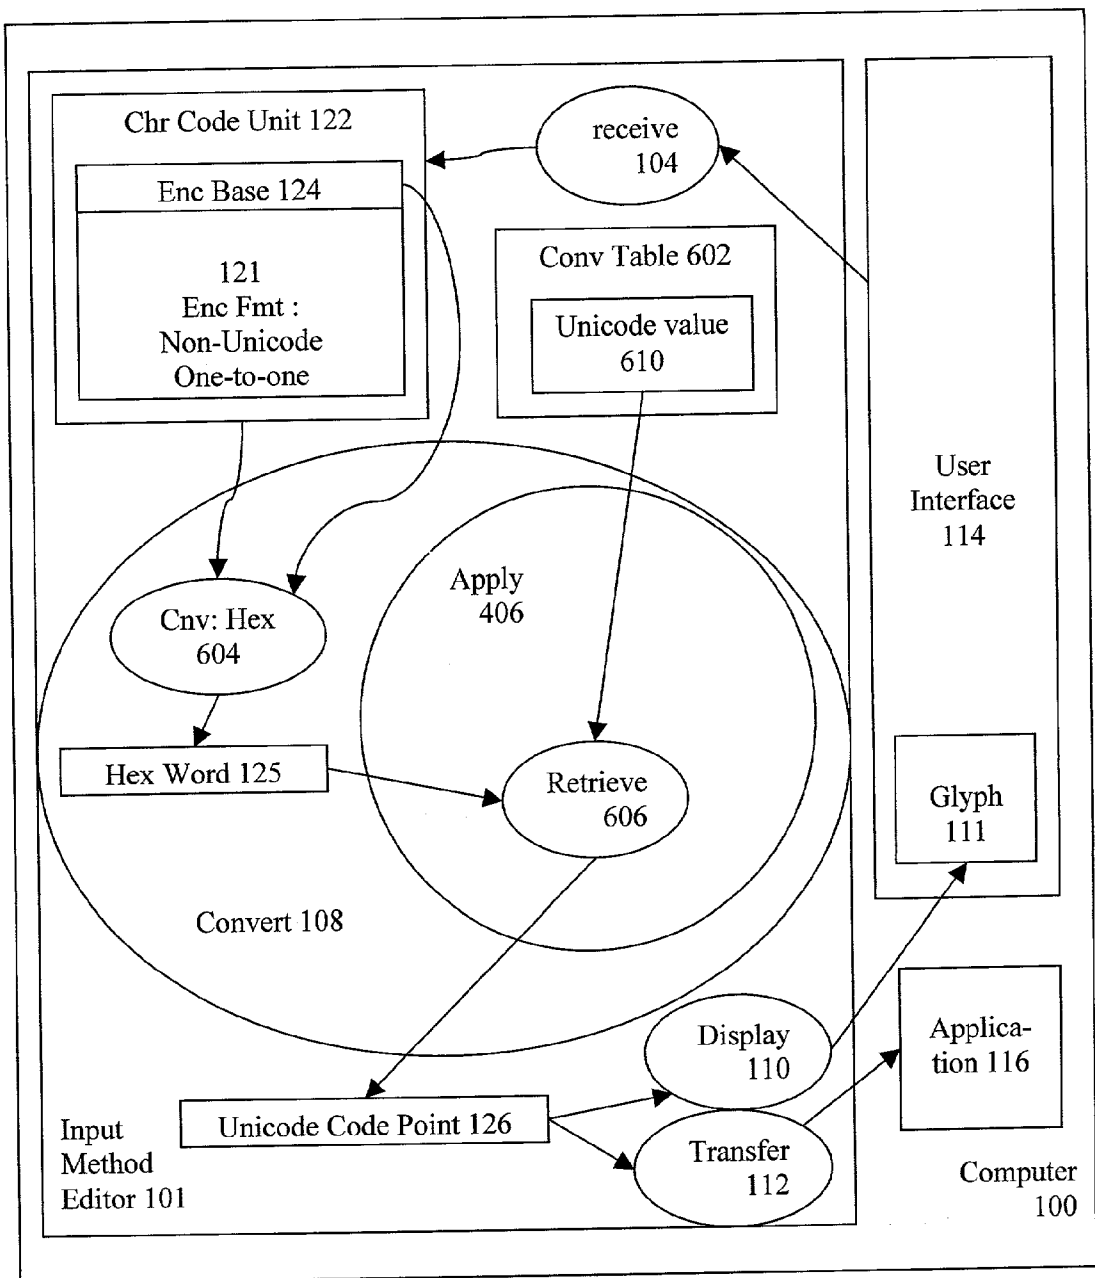 Chr Code Unit 122
Enc Base 124
121
Enc Fmt :
Non-Unicode
One-to-one
receive
104
Conv Table 602
Unicode value
610
User
Interface
114
Apply
406
Cnv: Hex
604
Hex Word 125
Retrieve
606
Glyph
111
Convert 108
Display
110
Applica-
tion 116
Unicode Code Point 126
Transfer
112
Input
Method
Editor 101
Computer
100